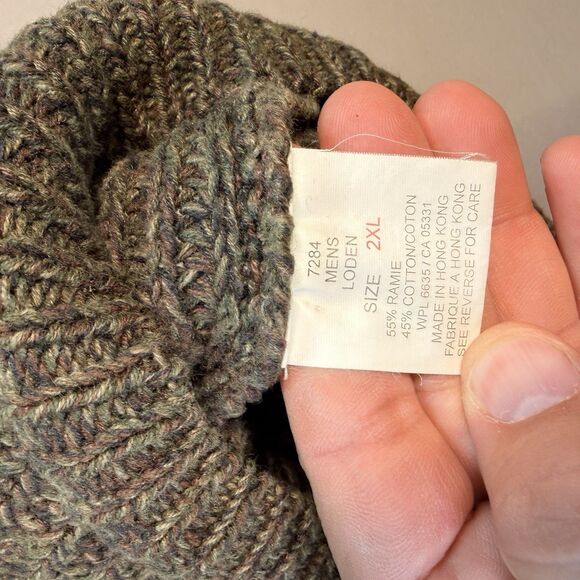 7284
MENS
LODEN
SIZE 2XL
55% RAMIE
45% COTTON/COTON
WPL 6635 / CA 05331
MADE IN HONG KONG
FABRIQUE A HONG KONG
SEE REVERSE FOR CARE